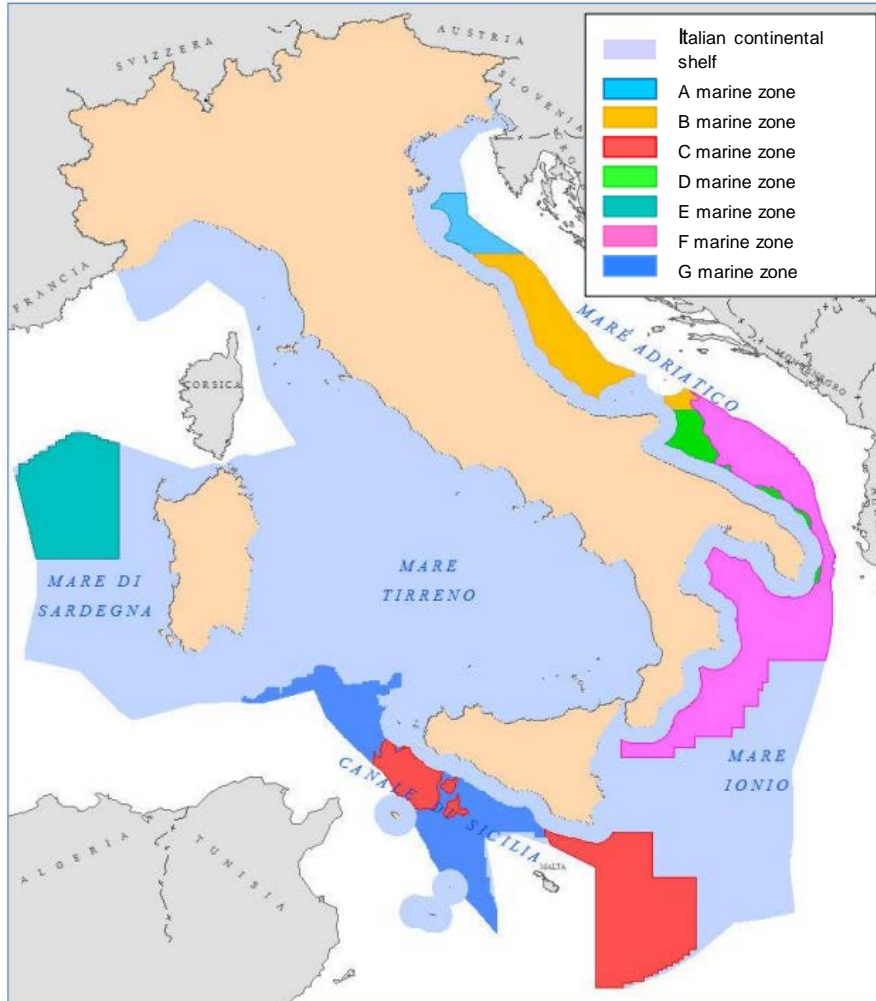 SVIZZERA
AUSTRIA
SLOVENIA
Italian continental
shelf
A marine zone
B marine zone
C marine zone
D marine zone
E marine zone
F marine zone
G marine zone
FRANCIA
CORSICA
MARE ADRIATICO
MONTENEGRO
MARE DI
SARDEGNA
MARE
TIRRENO
MARE
IONIO
CANALE DI SICILIA
MALTA
ALGERIA
TUNISIA